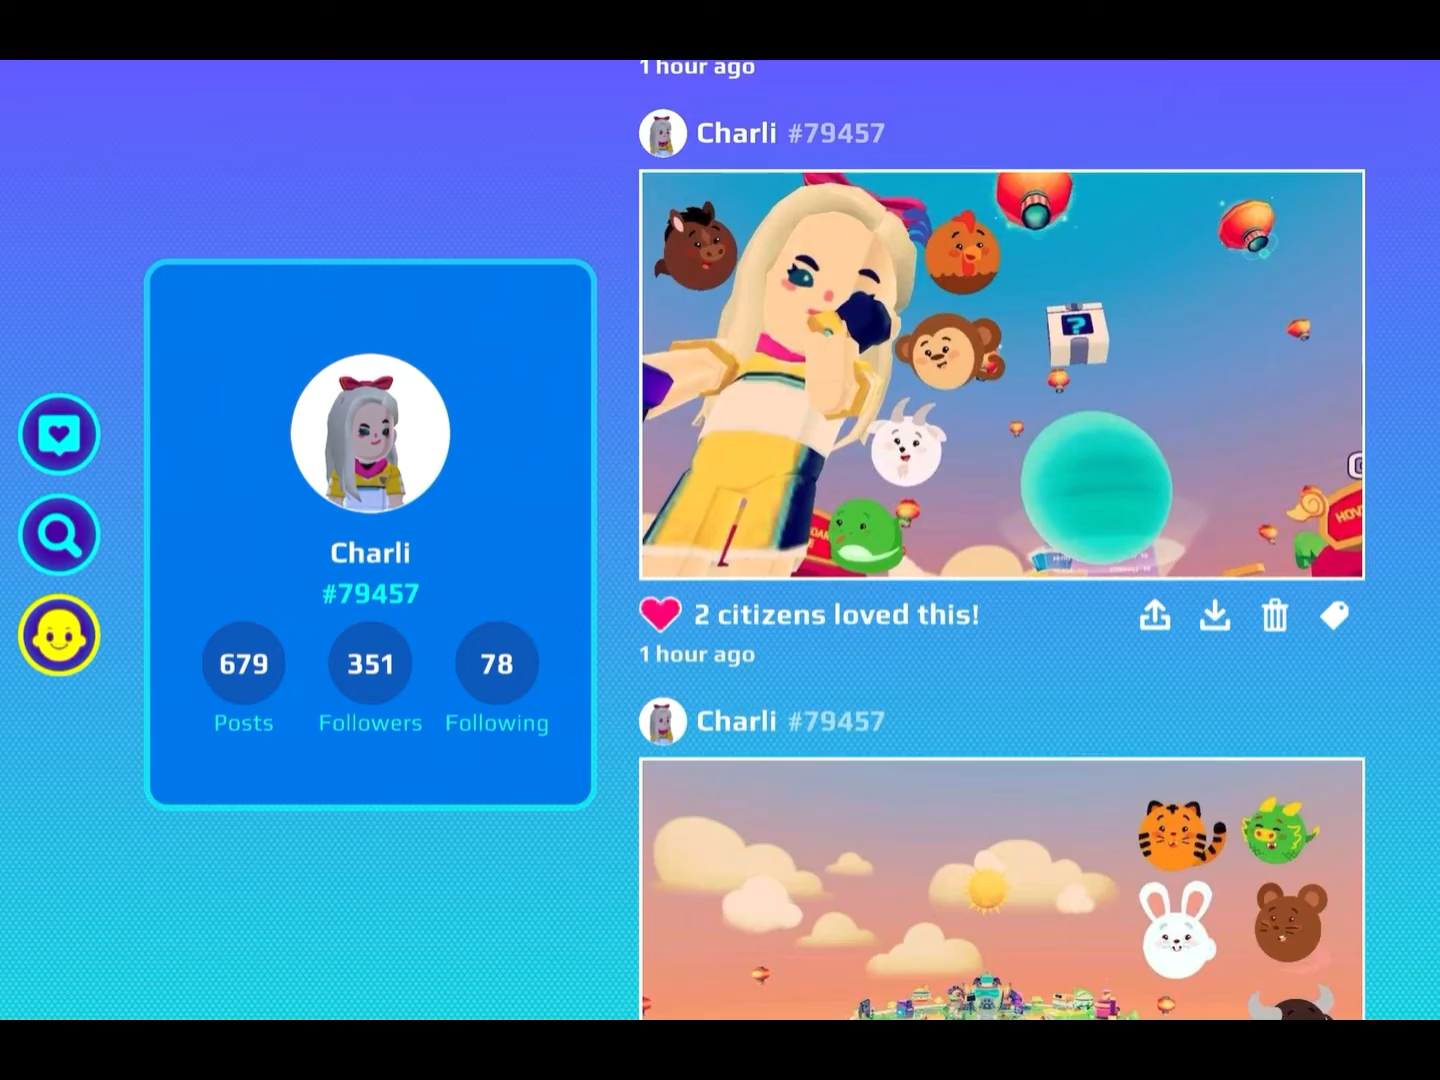 1 hour ago
Charli #79457
?
2 citizens loved this!
1 hour ago
Charli #79457
Charli
#79457
679
351
78
Posts
Followers
Following